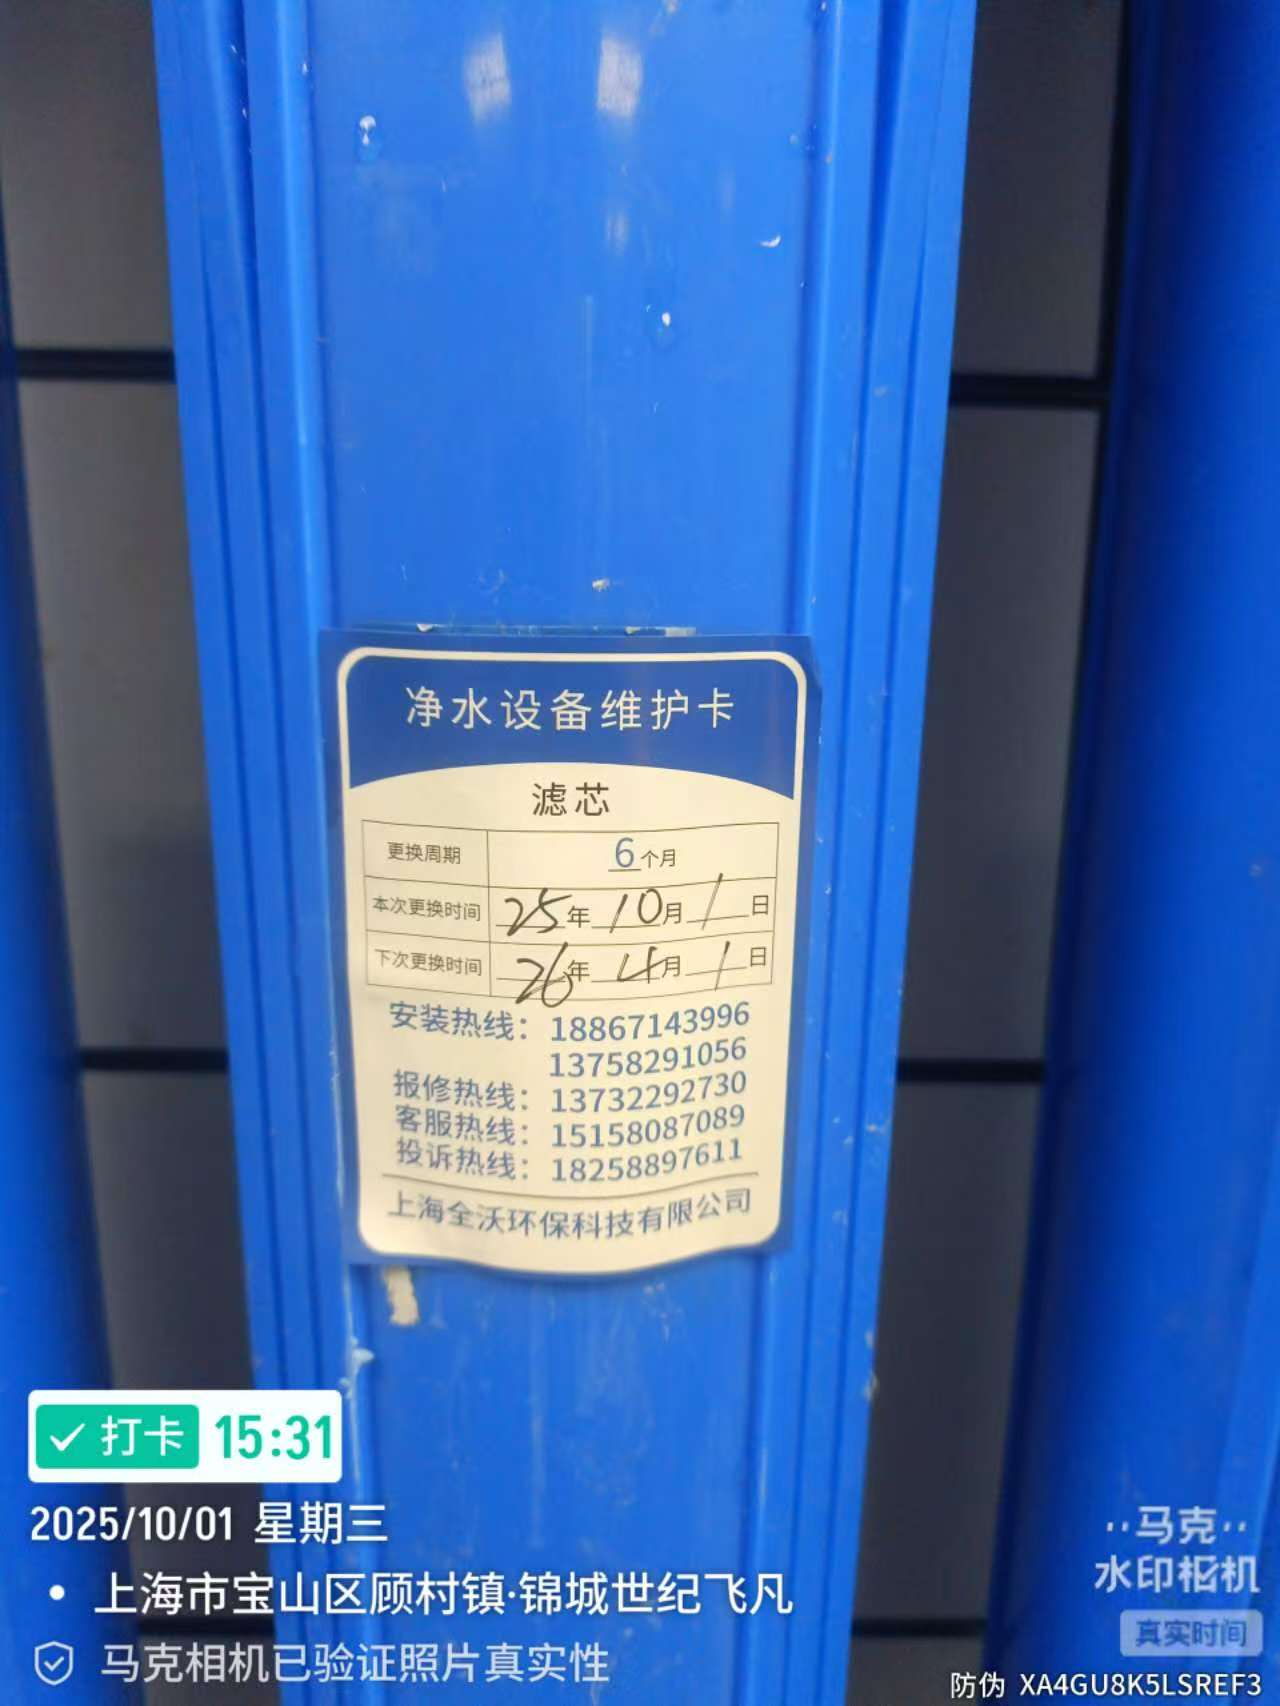 净水设备维护卡
滤芯
更换周期 6个月
本次更换时间 25年10月1日
下次更换时间 26年4月1日
安装热线：18867143996
13758291056
报修热线：13732292730
客服热线：15158087089
投诉热线：18258897611
上海全沃环保科技有限公司
打卡 15:31
2025/10/01 星期三
上海市宝山区顾村镇·锦城世纪飞凡
马克相机已验证照片真实性
马克
水印相机
真实时间
防伪 XA4GU8K5LSREF3